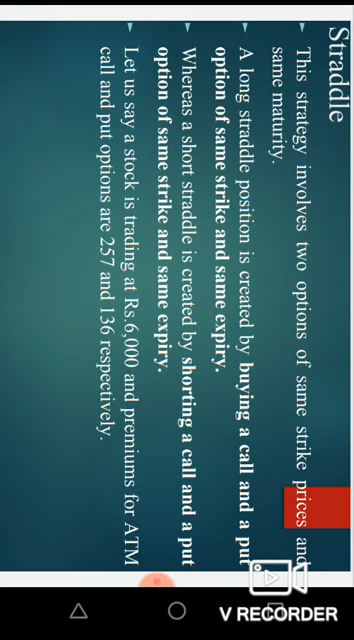 Straddle
This strategy involves two options of same strike prices and
same maturity.
A long straddle position is created by buying a call and a put
option of same strike and same expiry.
Whereas a short straddle is created by shorting a call and a put
option of same strike and same expiry.
Let us say a stock is trading at Rs.6,000 and premiums for ATM
call and put options are 257 and 136 respectively.
V RECORDER